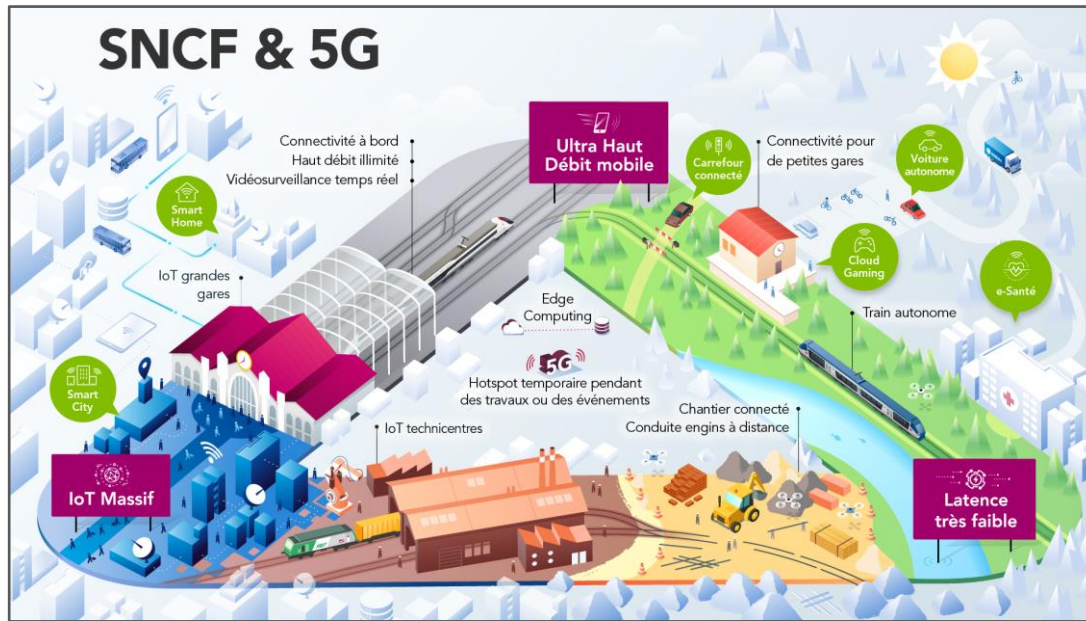 SNCF & 5G
Connectivité à bord
Haut débit illimité
Vidéosurveillance temps réel
Ultra Haut
Débit mobile
Carrefour
connecté
Connectivité pour
de petites gares
Voiture
autonome
Smart
Home
Cloud
Gaming
e-Santé
IoT grandes
gares
Edge
Computing
Train autonome
5G
Hotspot temporaire pendant
des travaux ou des événements
Smart
City
IoT technicentres
Chantier connecté
Conduite engins à distance
IoT Massif
Latence
très faible